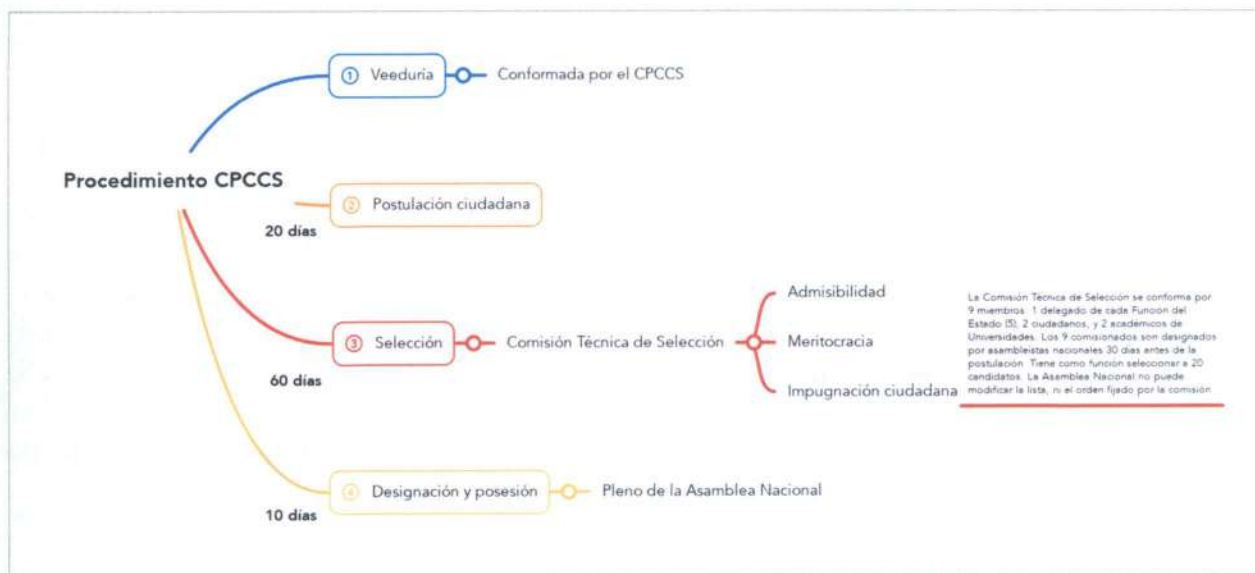 ① Veeduría
Conformada por el CPCCS
Procedimiento CPCCS
② Postulación ciudadana
20 días
③ Selección
Comisión Técnica de Selección
60 días
Admisibilidad
Meritocracia
Impugnación ciudadana
La Comisión Técnica de Selección se conforma por
9 miembros: 1 delegado de cada Función del
Estado (5), 2 ciudadanos, y 2 académicos de
Universidades. Los 9 comisionados son designados
por asambleístas nacionales 30 días antes de la
postulación. Tiene como función seleccionar a 20
candidatos. La Asamblea Nacional no puede
modificar la lista, ni el orden fijado por la comisión
④ Designación y posesión
Pleno de la Asamblea Nacional
10 días